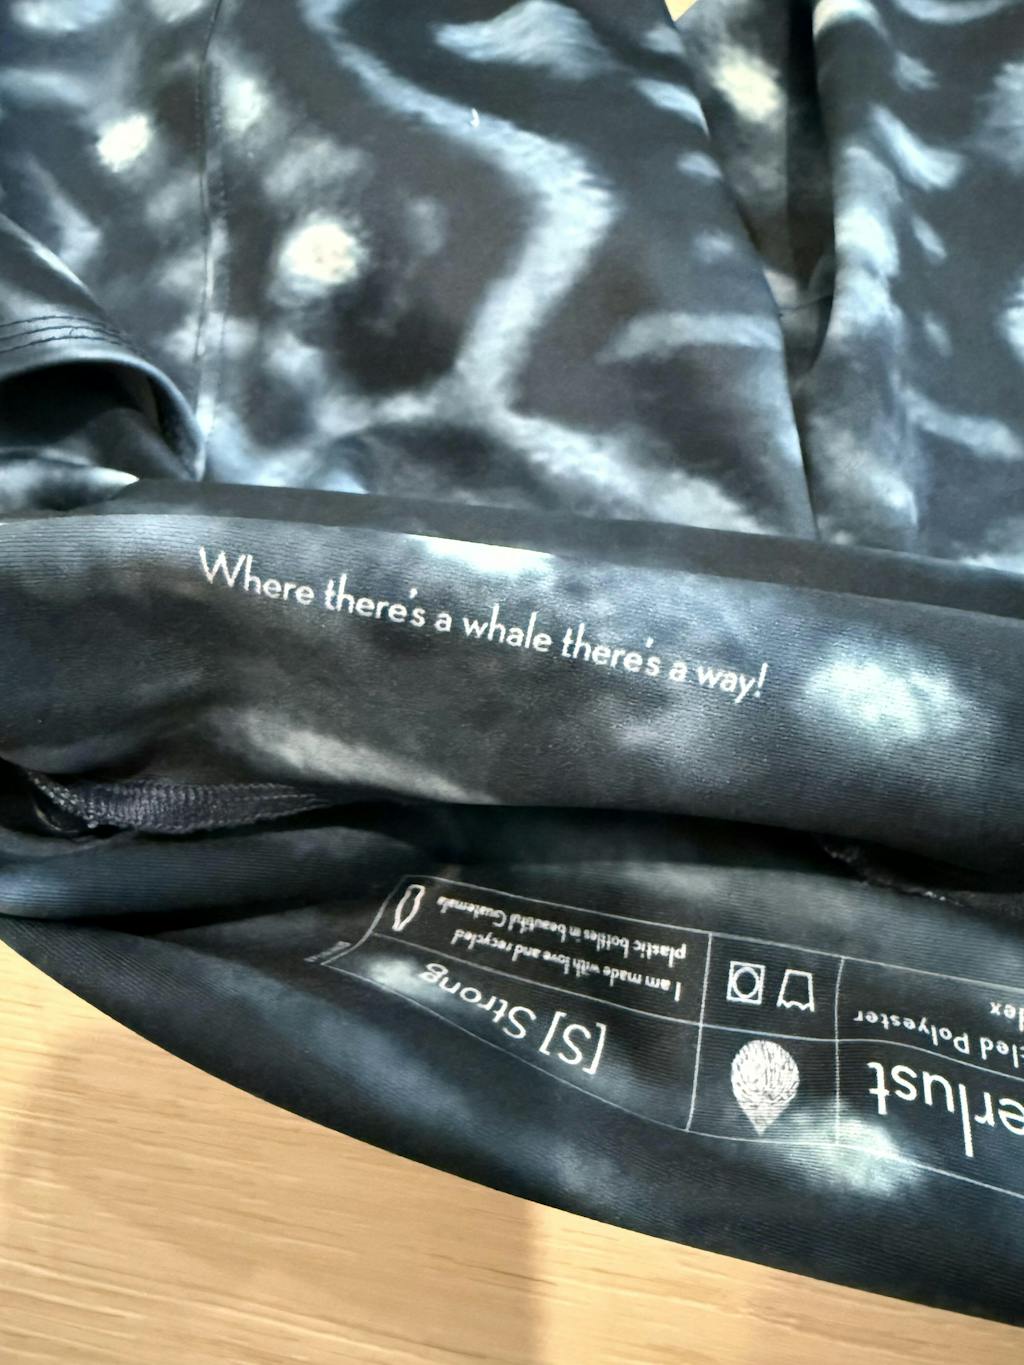 Where there's a whale there's a way!
erlust
led Polyester
[S] Strong
I am made with love and recycled
plastic bottles in beautiful Guatemala